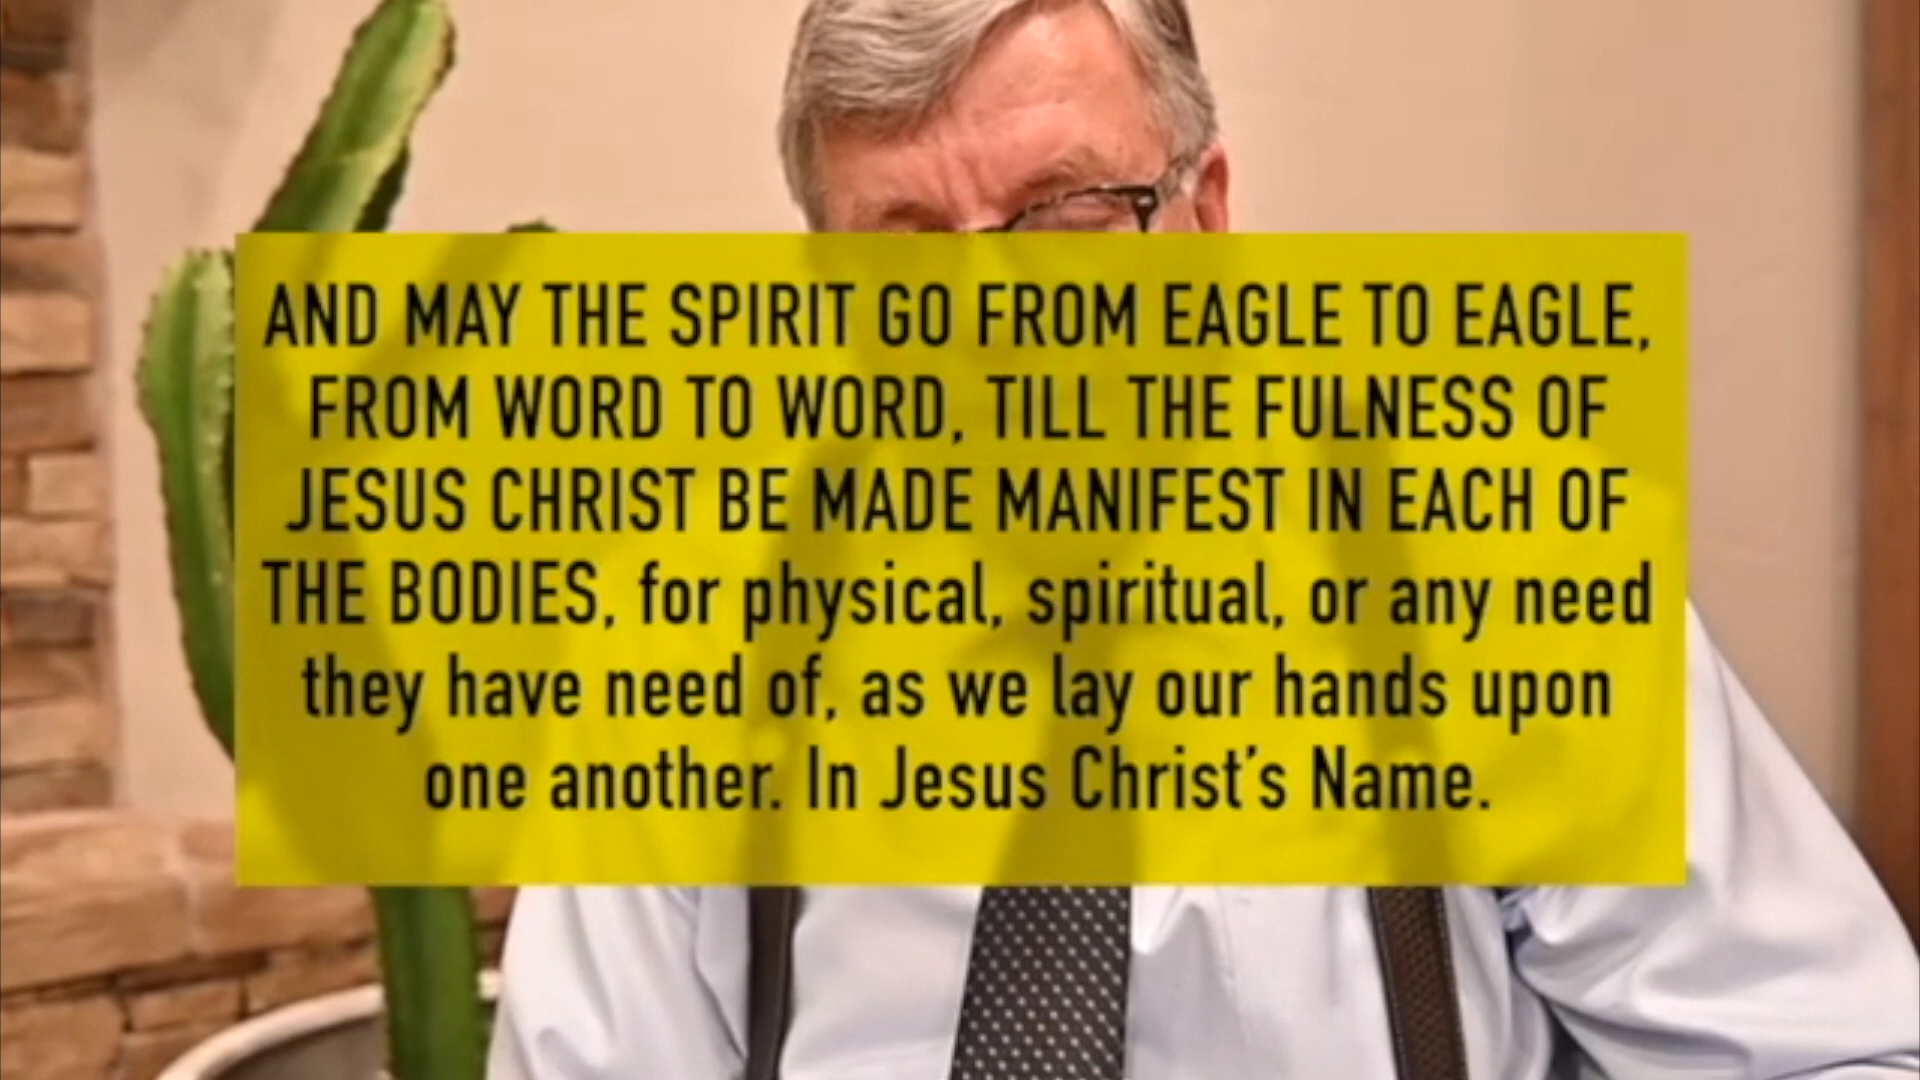 AND MAY THE SPIRIT GO FROM EAGLE TO EAGLE,
FROM WORD TO WORD, TILL THE FULNESS OF
JESUS CHRIST BE MADE MANIFEST IN EACH OF
THE BODIES, for physical, spiritual, or any need
they have need of, as we lay our hands upon
one another. In Jesus Christ’s Name.